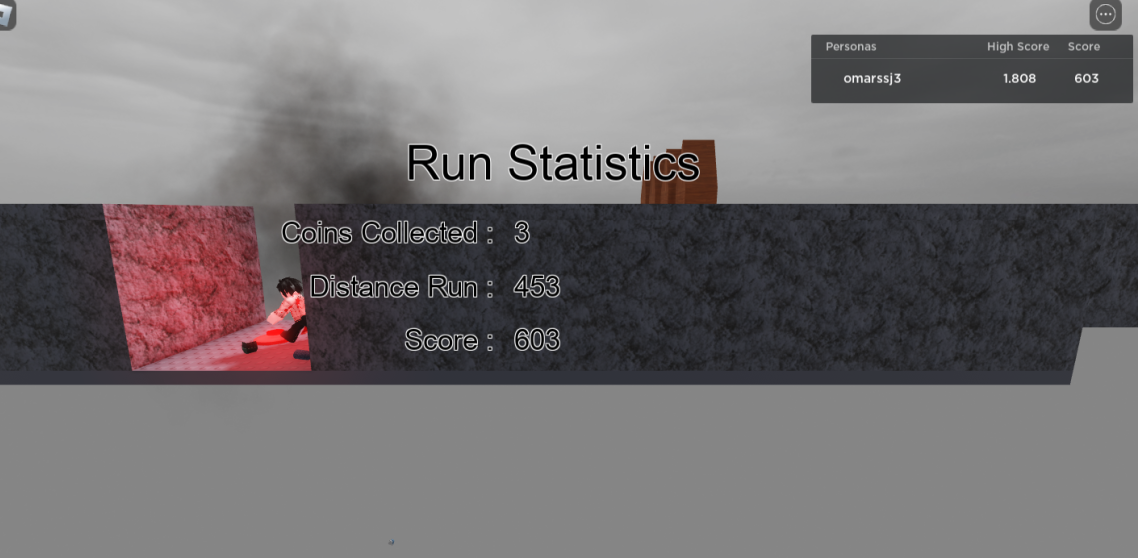 Personas High Score Score
omarssj3 1.808 603
Run Statistics
Coins Collected : 3
Distance Run : 453
Score : 603